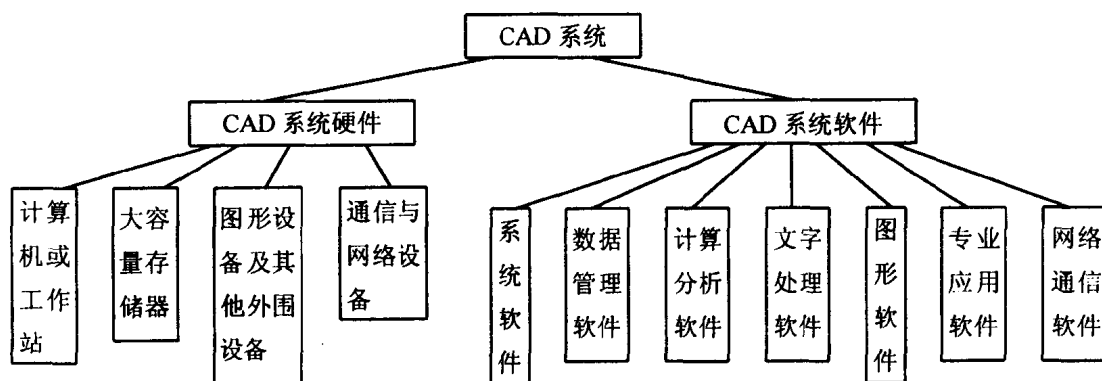 CAD 系统
CAD 系统硬件
CAD 系统软件
计算
机或
工作
站
大容
量存
储器
图形设
备及其
他外围
设备
通信与
网络设
备
系
统
软
件
数据
管理
软件
计算
分析
软件
文字
处理
软件
图
形
软
件
专业
应用
软件
网络
通信
软件